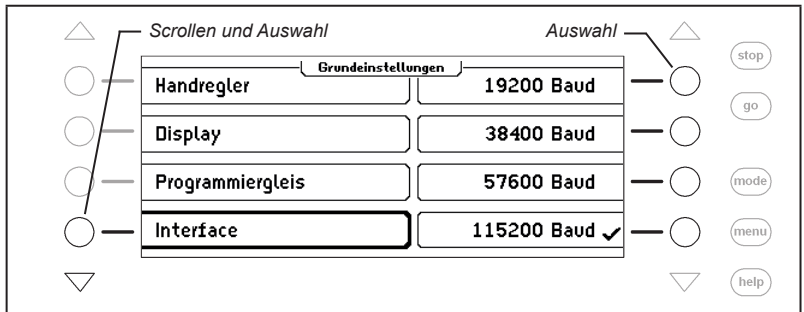 Scrollen und Auswahl
Auswahl
Grundeinstellungen
Handregler
19200 Baud
Display
38400 Baud
Programmiergleis
57600 Baud
Interface
115200 Baud
stop
go
mode
menu
help